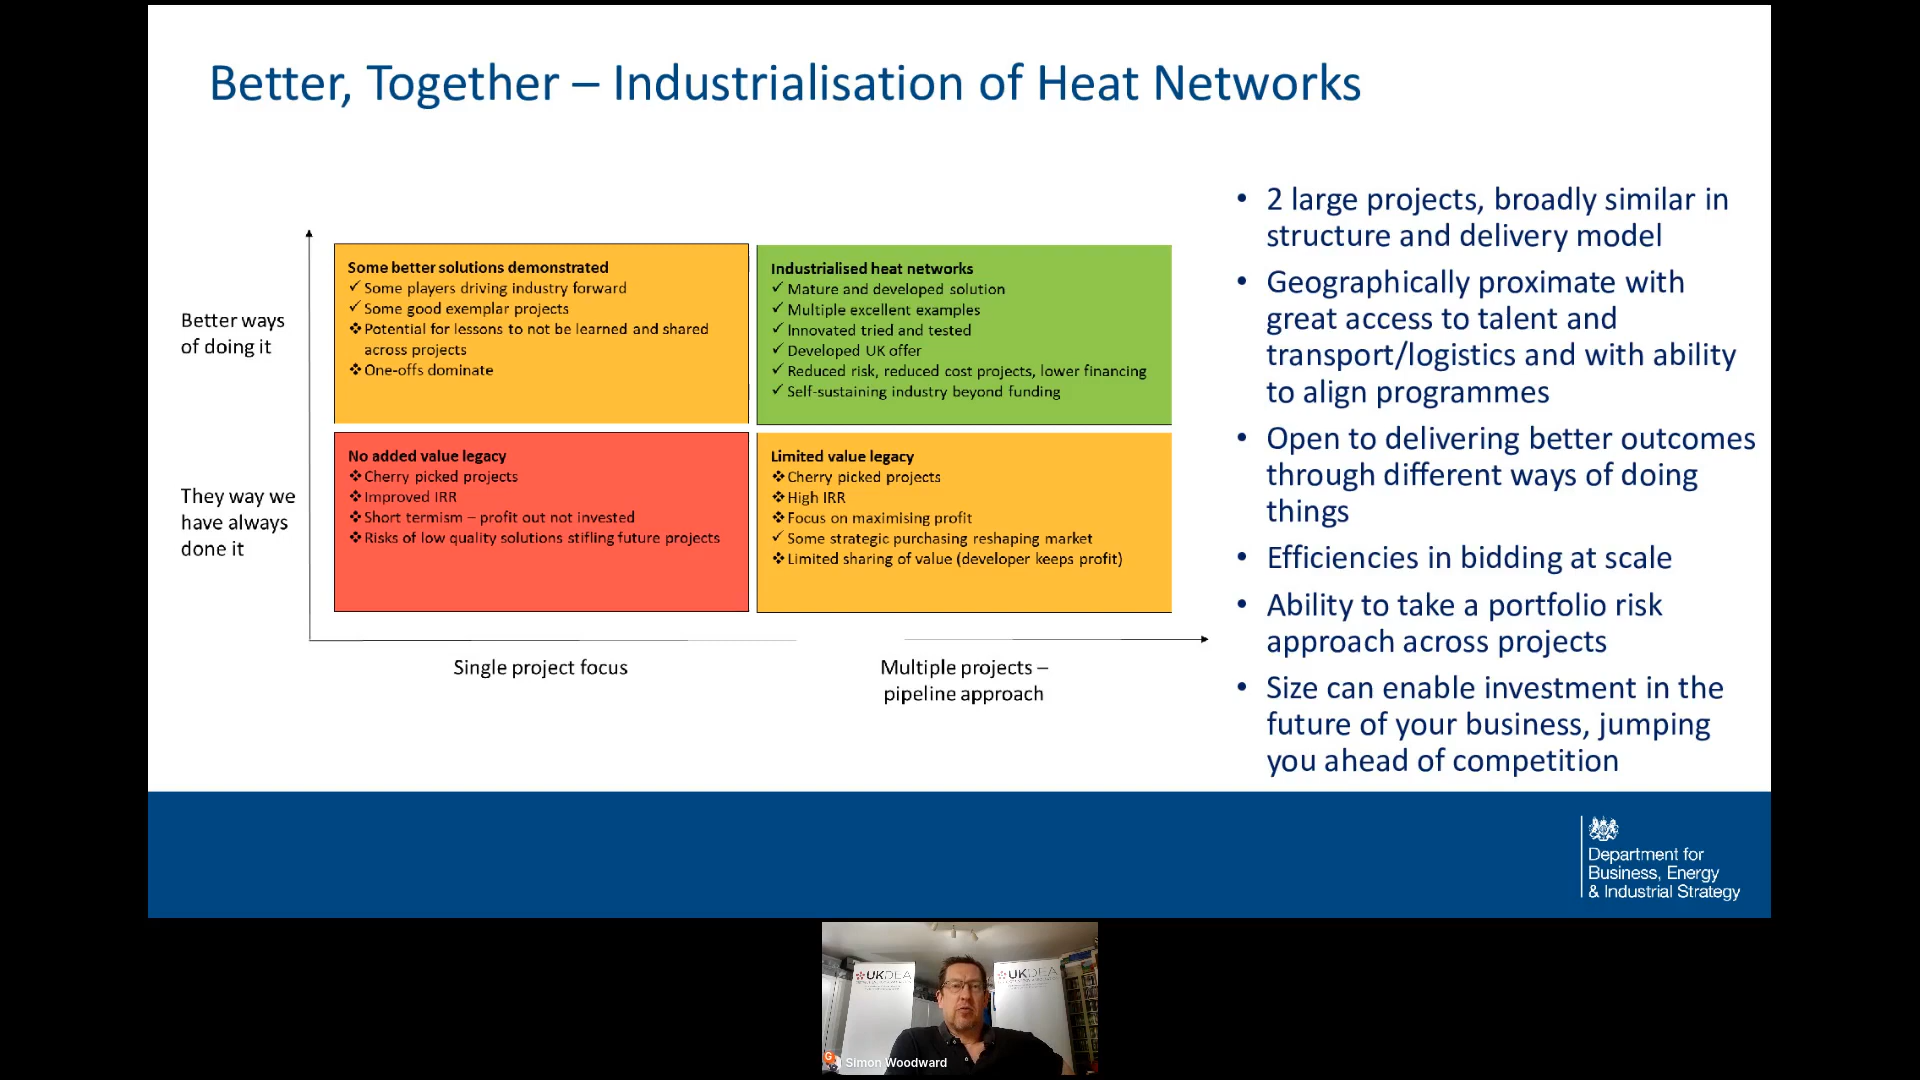 Better, Together – Industrialisation of Heat Networks
Better ways
of doing it
They way we
have always
done it
Some better solutions demonstrated
✓ Some players driving industry forward
✓ Some good exemplar projects
❖ Potential for lessons to not be learned and shared
across projects
❖ One-offs dominate
Industrialised heat networks
✓ Mature and developed solution
✓ Multiple excellent examples
✓ Innovated tried and tested
✓ Developed UK offer
✓ Reduced risk, reduced cost projects, lower financing
✓ Self-sustaining industry beyond funding
No added value legacy
❖ Cherry picked projects
❖ Improved IRR
❖ Short termism – profit out not invested
❖ Risks of low quality solutions stifling future projects
Limited value legacy
❖ Cherry picked projects
❖ High IRR
❖ Focus on maximising profit
✓ Some strategic purchasing reshaping market
❖ Limited sharing of value (developer keeps profit)
Single project focus
Multiple projects –
pipeline approach
• 2 large projects, broadly similar in
structure and delivery model
• Geographically proximate with
great access to talent and
transport/logistics and with ability
to align programmes
• Open to delivering better outcomes
through different ways of doing
things
• Efficiencies in bidding at scale
• Ability to take a portfolio risk
approach across projects
• Size can enable investment in the
future of your business, jumping
you ahead of competition
Department for
Business, Energy
& Industrial Strategy
UKDEA
UKDEA
G
Simon Woodward